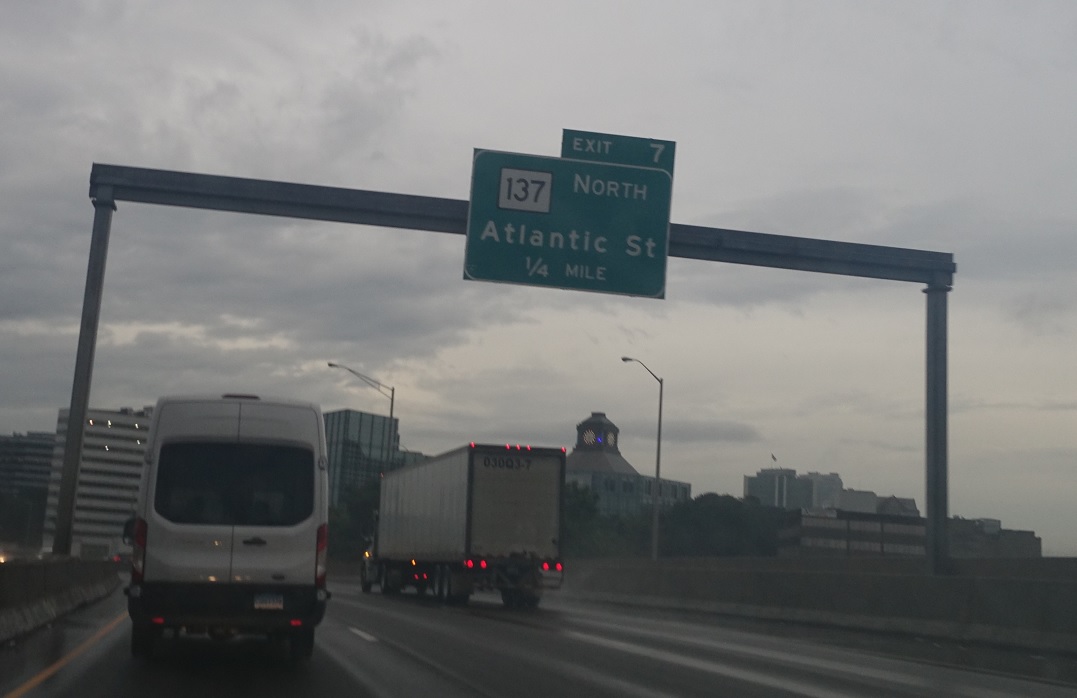 EXIT 7
137 NORTH
Atlantic St
1/4 MILE
030Q3-7